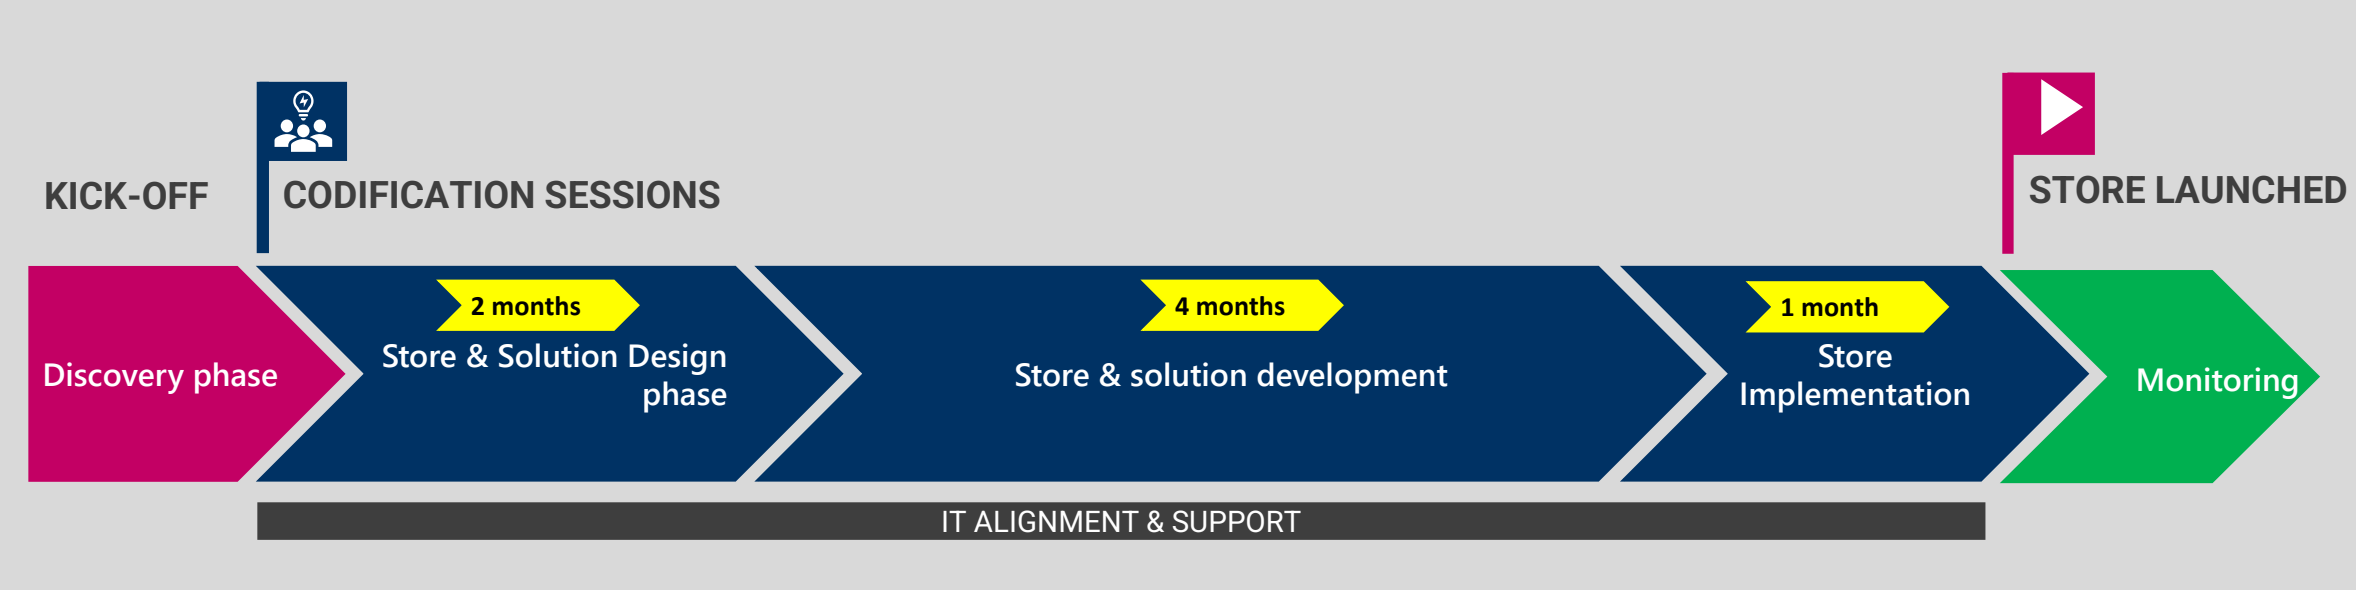 KICK-OFF
CODIFICATION SESSIONS
STORE LAUNCHED
Discovery phase
2 months
Store & Solution Design
phase
4 months
Store & solution development
1 month
Store
Implementation
Monitoring
IT ALIGNMENT & SUPPORT